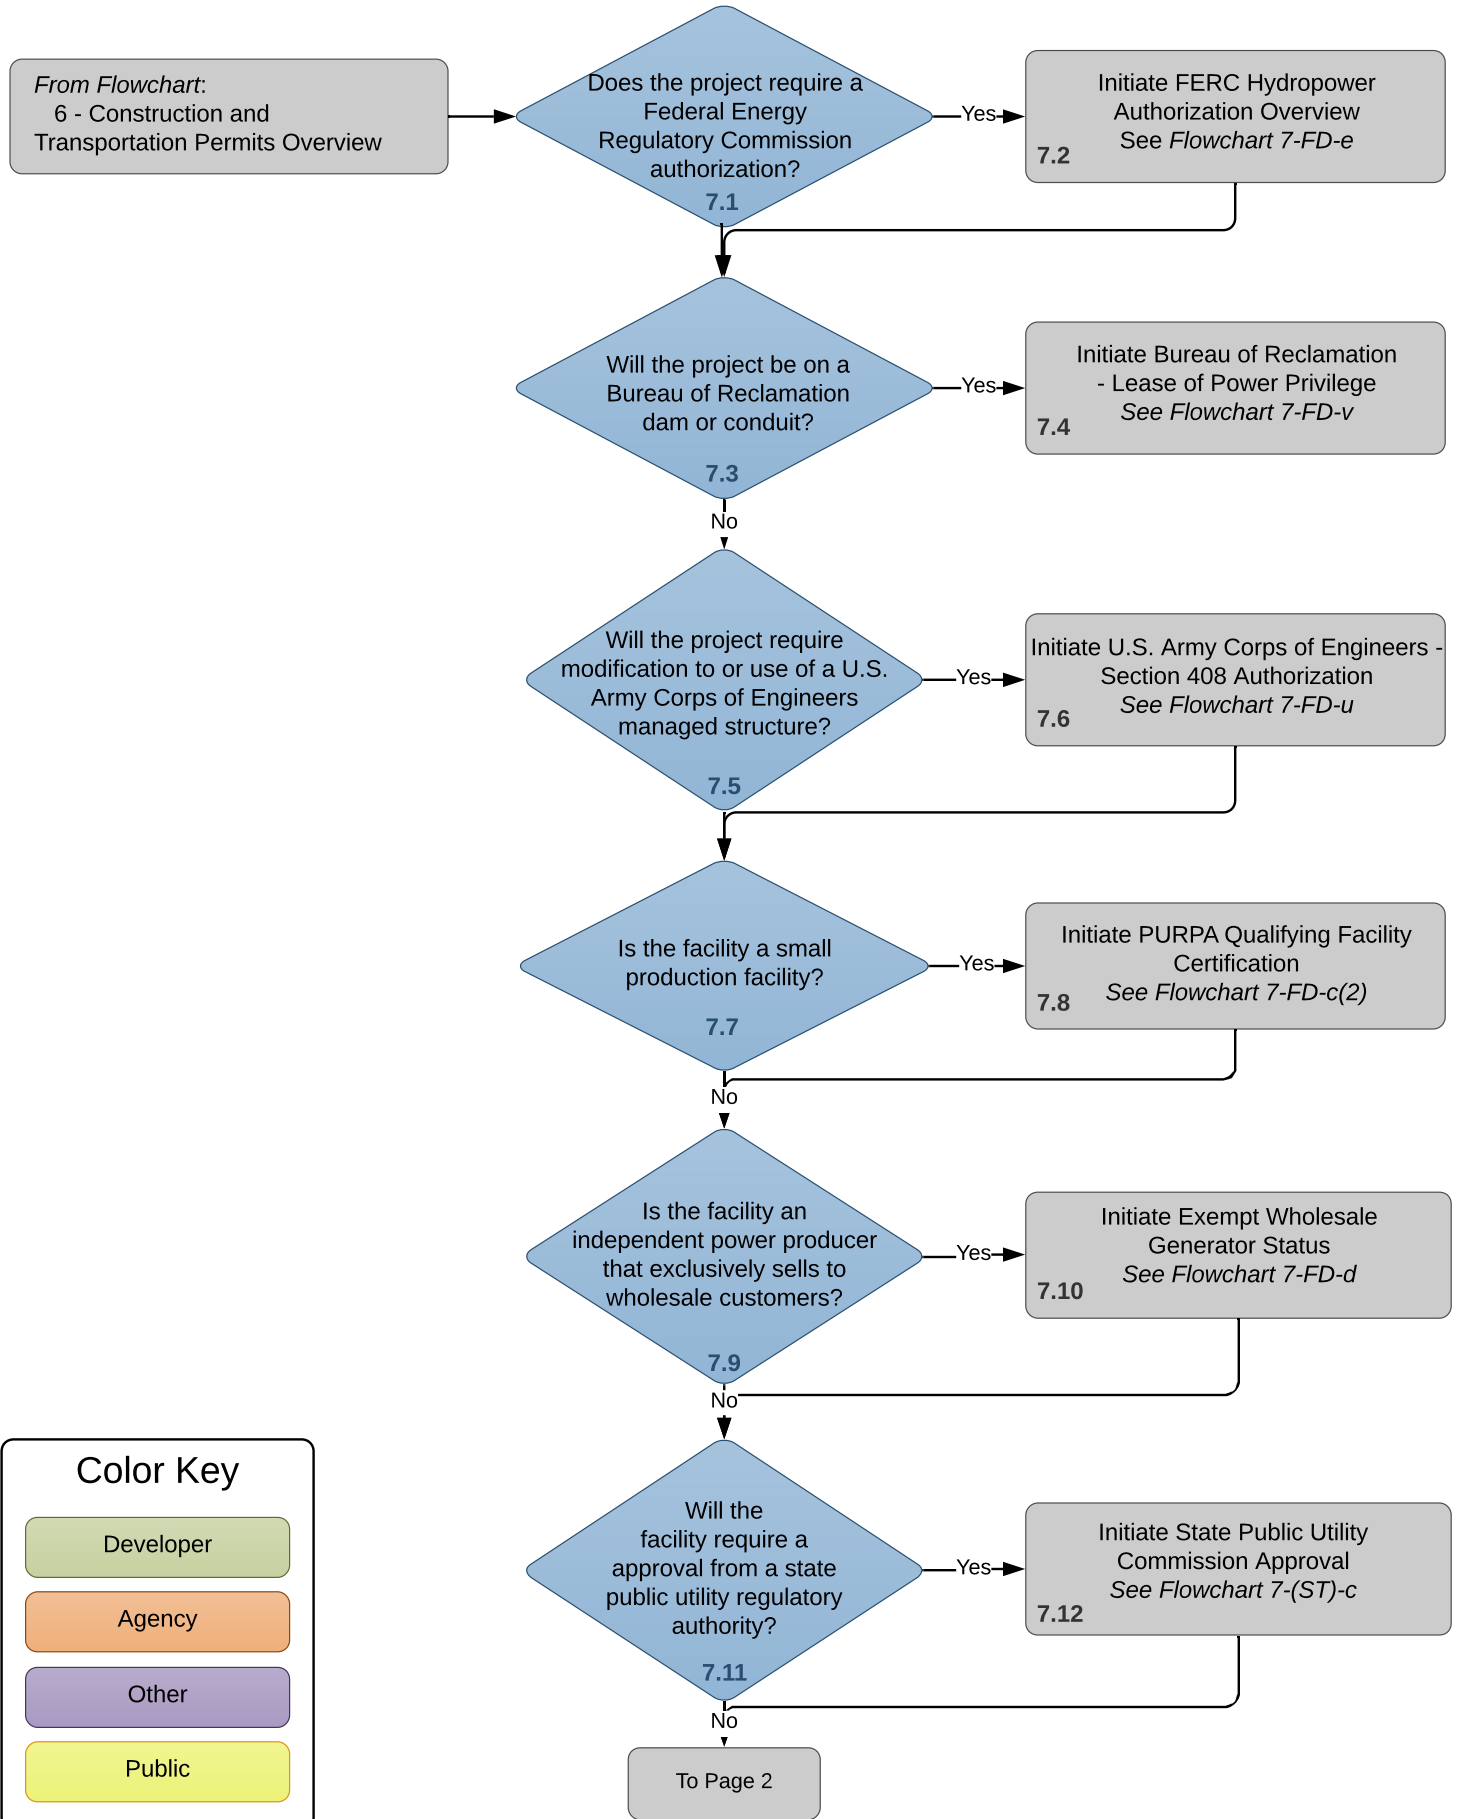 From Flowchart:
6 - Construction and
Transportation Permits Overview
Does the project require a
Federal Energy
Regulatory Commission
authorization?
7.1
Yes
Initiate FERC Hydropower
Authorization Overview
See Flowchart 7-FD-e
7.2
Will the project be on a
Bureau of Reclamation
dam or conduit?
7.3
Yes
Initiate Bureau of Reclamation
- Lease of Power Privilege
See Flowchart 7-FD-v
7.4
No
Will the project require
modification to or use of a U.S.
Army Corps of Engineers
managed structure?
7.5
Yes
Initiate U.S. Army Corps of Engineers -
Section 408 Authorization
See Flowchart 7-FD-u
7.6
Is the facility a small
production facility?
7.7
Yes
Initiate PURPA Qualifying Facility
Certification
See Flowchart 7-FD-c(2)
7.8
No
Is the facility an
independent power producer
that exclusively sells to
wholesale customers?
7.9
Yes
Initiate Exempt Wholesale
Generator Status
See Flowchart 7-FD-d
7.10
No
Will the
facility require a
approval from a state
public utility regulatory
authority?
7.11
Yes
Initiate State Public Utility
Commission Approval
See Flowchart 7-(ST)-c
7.12
No
To Page 2
Color Key
Developer
Agency
Other
Public